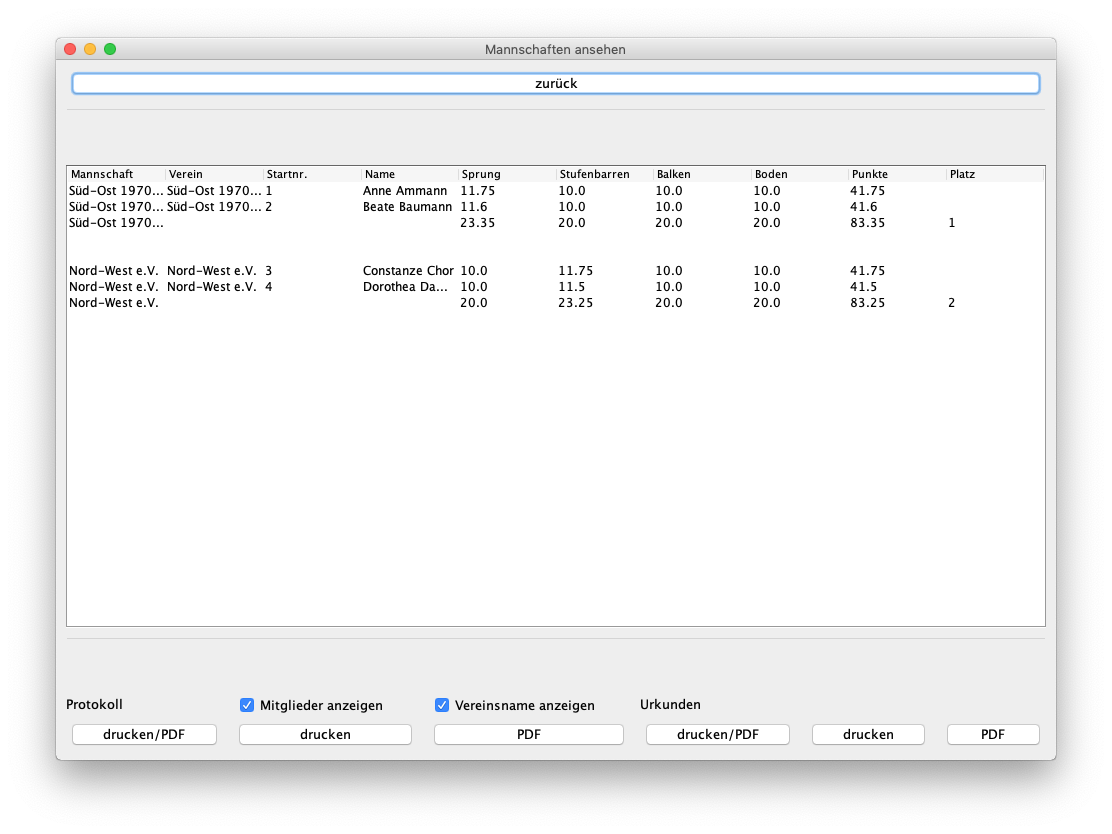 Mannschaften ansehen
zurück
Mannschaft Verein Startnr. Name Sprung Stufenbarren Balken Boden Punkte Platz
Süd-Ost 1970... Süd-Ost 1970... 1 Anne Ammann 11.75 10.0 10.0 10.0 41.75
Süd-Ost 1970... Süd-Ost 1970... 2 Beate Baumann 11.6 10.0 10.0 10.0 41.6
Süd-Ost 1970... 23.35 20.0 20.0 20.0 83.35 1
Nord-West e.V. Nord-West e.V. 3 Constanze Chor 10.0 11.75 10.0 10.0 41.75
Nord-West e.V. Nord-West e.V. 4 Dorothea Da... 10.0 11.5 10.0 10.0 41.5
Nord-West e.V. 20.0 23.25 20.0 20.0 83.25 2
Protokoll Mitglieder anzeigen Vereinsname anzeigen Urkunden
drucken/PDF drucken PDF drucken/PDF drucken PDF